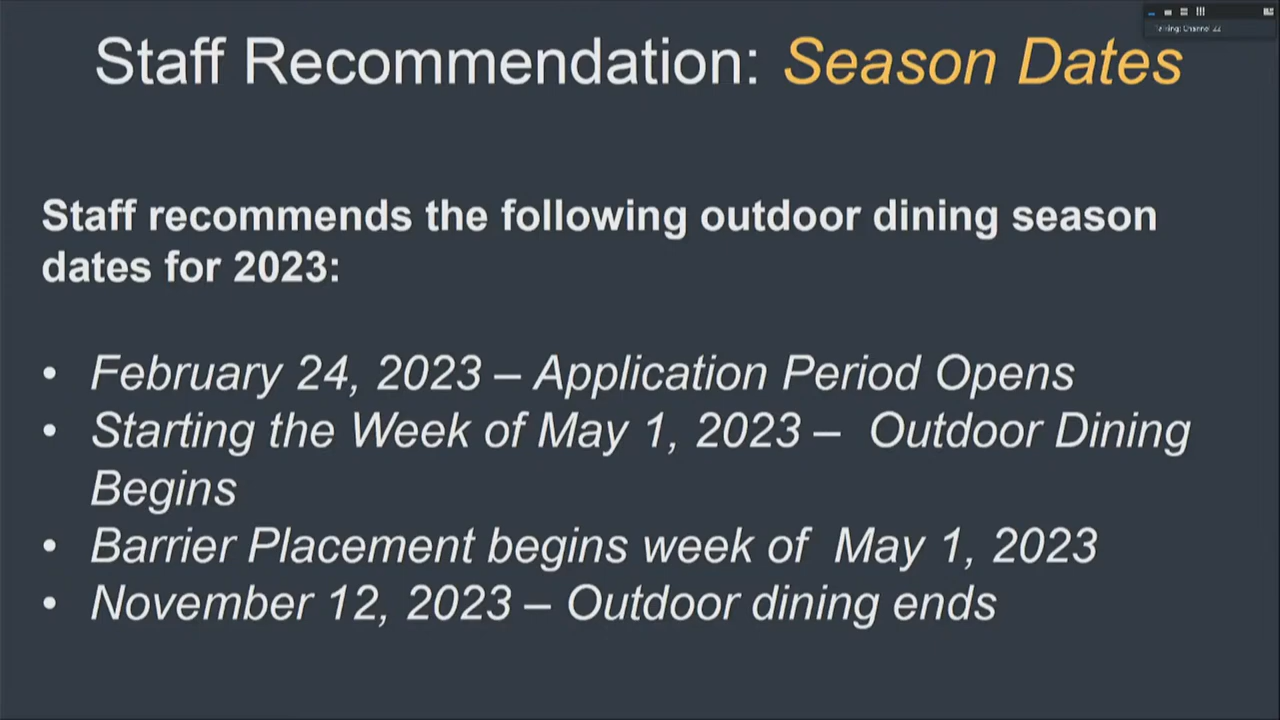 Staff Recommendation: Season Dates
Staff recommends the following outdoor dining season
dates for 2023:
• February 24, 2023 – Application Period Opens
• Starting the Week of May 1, 2023 – Outdoor Dining
Begins
• Barrier Placement begins week of May 1, 2023
• November 12, 2023 – Outdoor dining ends